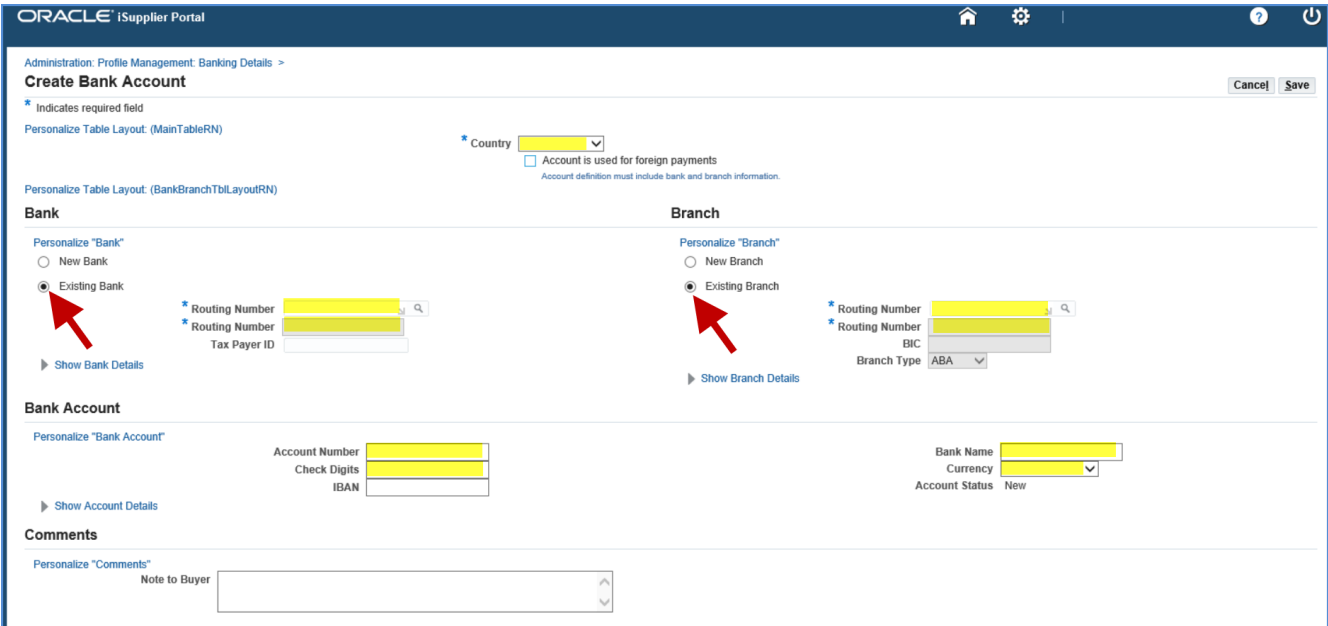 ORACLE® iSupplier Portal
?
Administration: Profile Management: Banking Details >
Create Bank Account
Cancel Save
* Indicates required field
Personalize Table Layout: (MainTableRN)
* Country
Account is used for foreign payments
Account definition must include bank and branch information.
Personalize Table Layout: (BankBranchTblLayoutRN)
Bank
Personalize "Bank"
New Bank
Existing Bank
* Routing Number
* Routing Number
Tax Payer ID
Show Bank Details
Branch
Personalize "Branch"
New Branch
Existing Branch
* Routing Number
* Routing Number
BIC
Branch Type ABA
Show Branch Details
Bank Account
Personalize "Bank Account"
Account Number
Check Digits
IBAN
Bank Name
Currency
Account Status New
Show Account Details
Comments
Personalize "Comments"
Note to Buyer